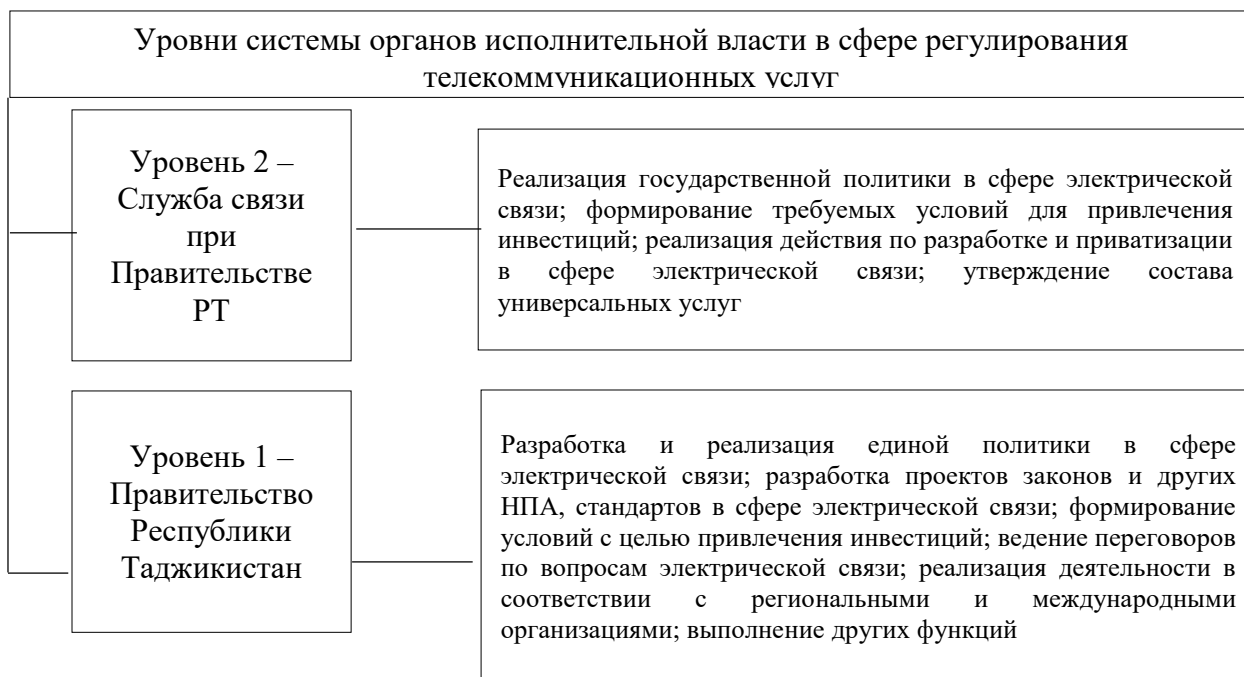 Уровни системы органов исполнительной власти в сфере регулирования
телекоммуникационных услуг
Уровень 2 –
Служба связи
при
Правительстве
РТ
Реализация государственной политики в сфере электрической
связи; формирование требуемых условий для привлечения
инвестиций; реализация действия по разработке и приватизации
в сфере электрической связи; утверждение состава
универсальных услуг
Уровень 1 –
Правительство
Республики
Таджикистан
Разработка и реализация единой политики в сфере
электрической связи; разработка проектов законов и других
НПА, стандартов в сфере электрической связи; формирование
условий с целью привлечения инвестиций; ведение переговоров
по вопросам электрической связи; реализация деятельности в
соответствии с региональными и международными
организациями; выполнение других функций